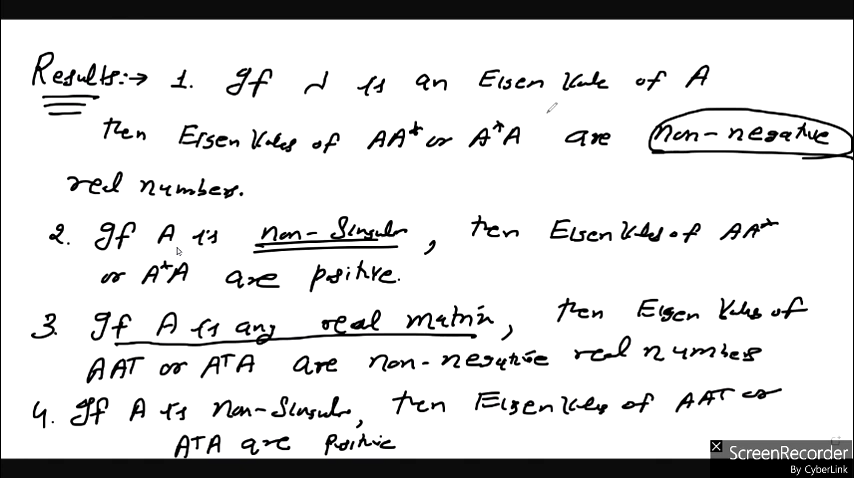 Results:→ 1. If λ is an Eigen Value of A
then Eigen Values of AA* or A*A are non-negative
real numbers.
2. If A is non-Singular, then Eigen Values of AA*
or A*A are positive.
3. If A is any real matrix, then Eigen Values of
AAT or ATA are non-negative real numbers
4. If A is Non-Singular, then Eigen Values of AAT or
ATA are positive
ScreenRecorder
By CyberLink